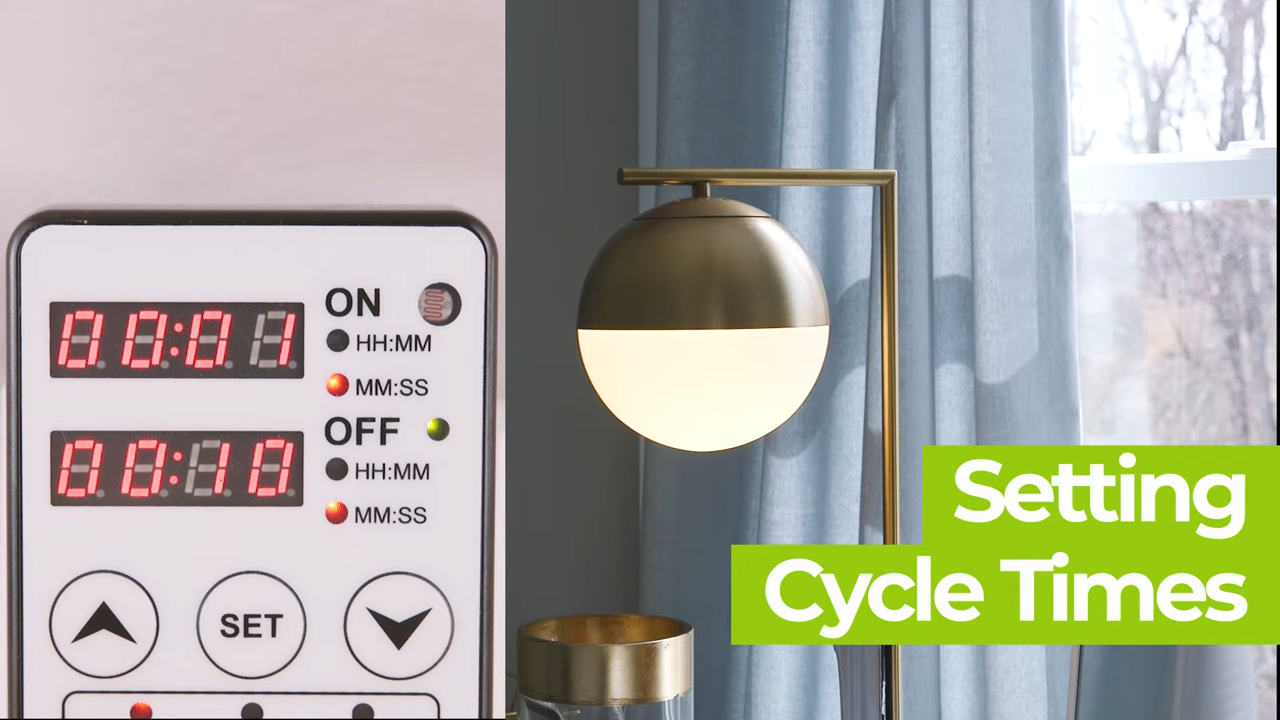 00:01
ON
HH:MM
MM:SS
00:10
OFF
HH:MM
MM:SS
SET
Setting
Cycle Times